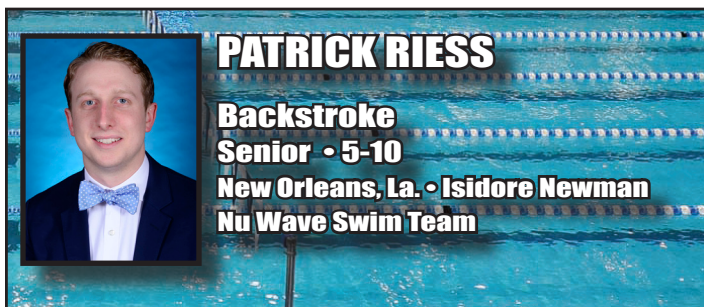 PATRICK RIESS
Backstroke
Senior • 5-10
New Orleans, La. • Isidore Newman
Nu Wave Swim Team